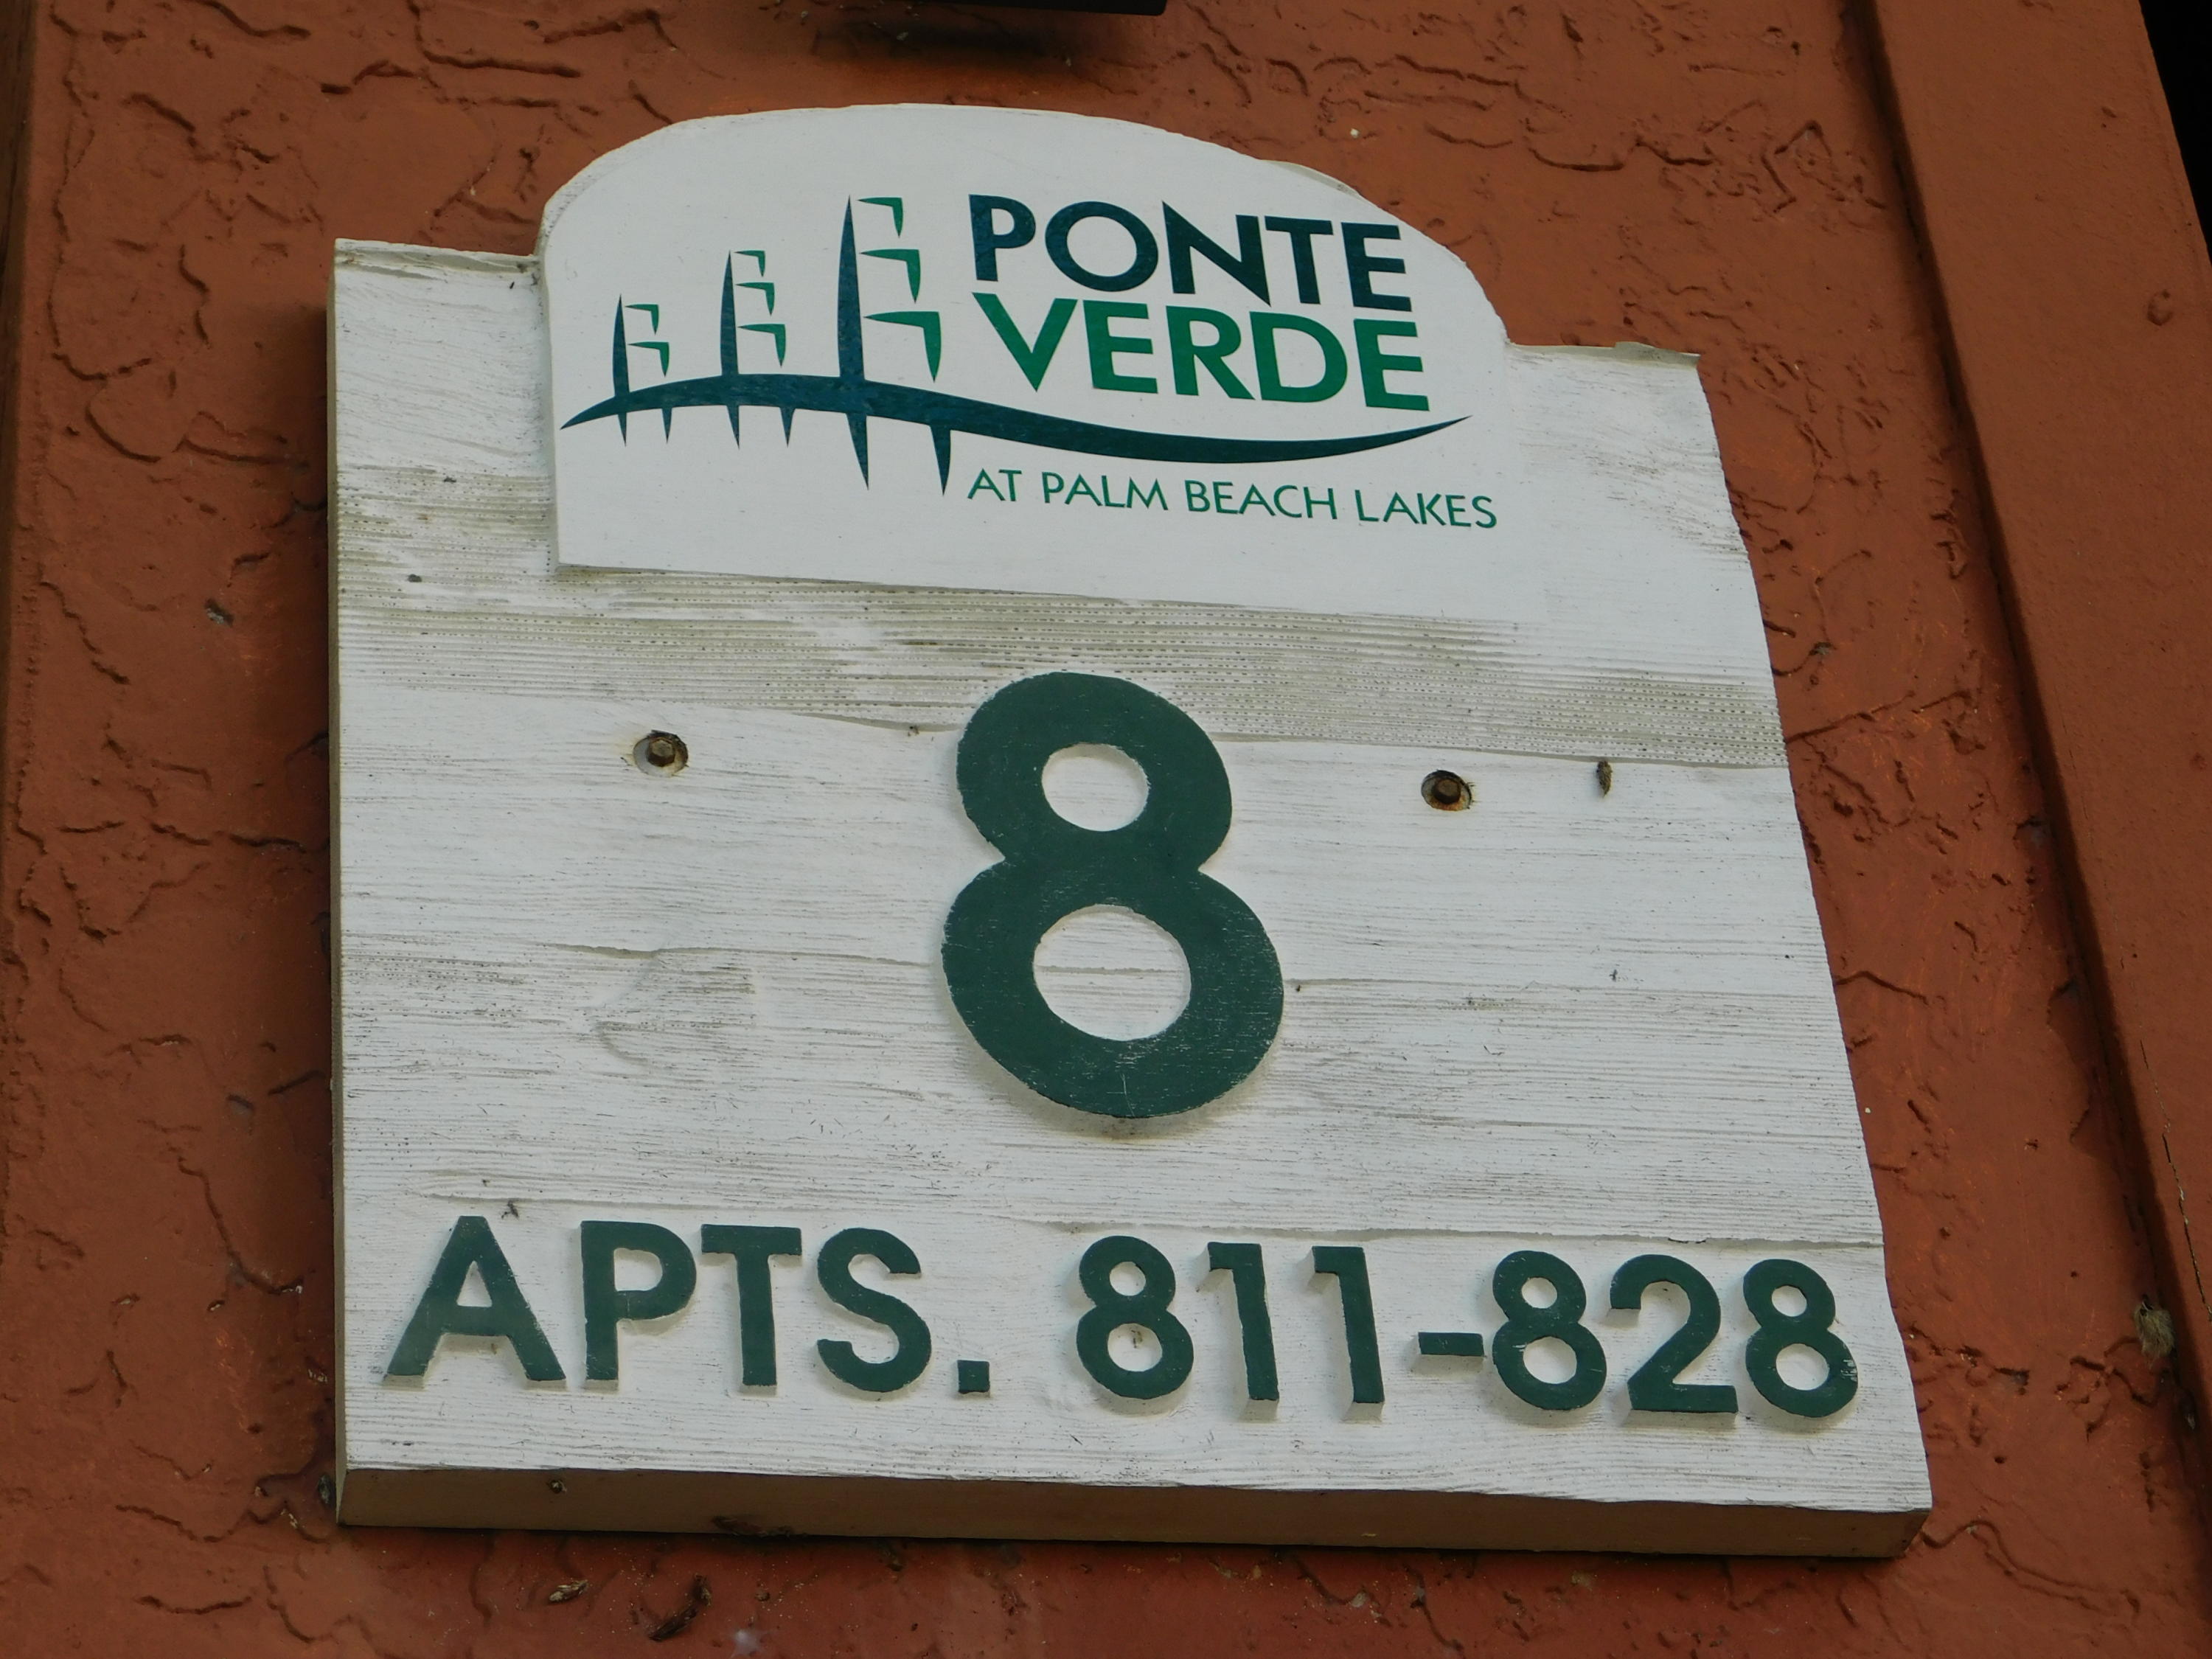 PONTE
VERDE
AT PALM BEACH LAKES
8
APTS. 811-828